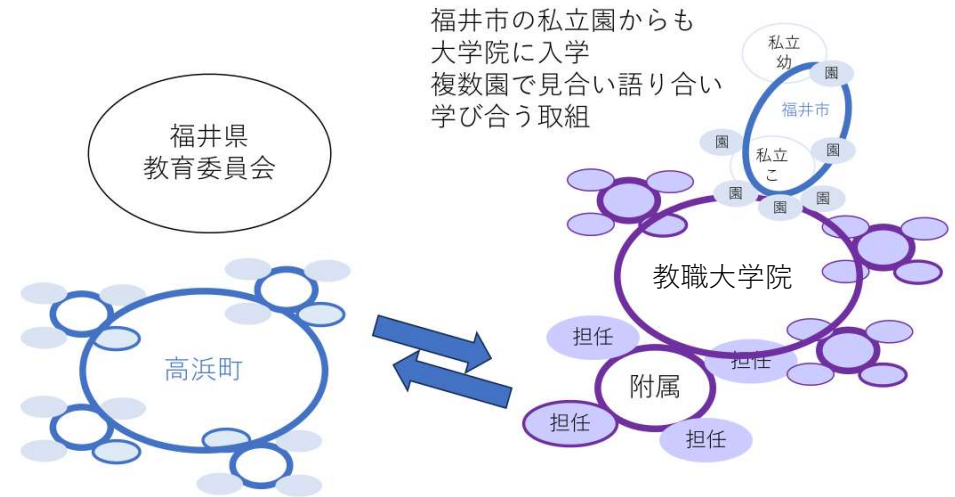 福井市の私立園からも
大学院に入学
複数園で見合い語り合い
学び合う取組
福井県
教育委員会
私立
幼
園
福井市
園
園
私立
こ
園
園
園
教職大学院
高浜町
担任
担任
附属
担任
担任